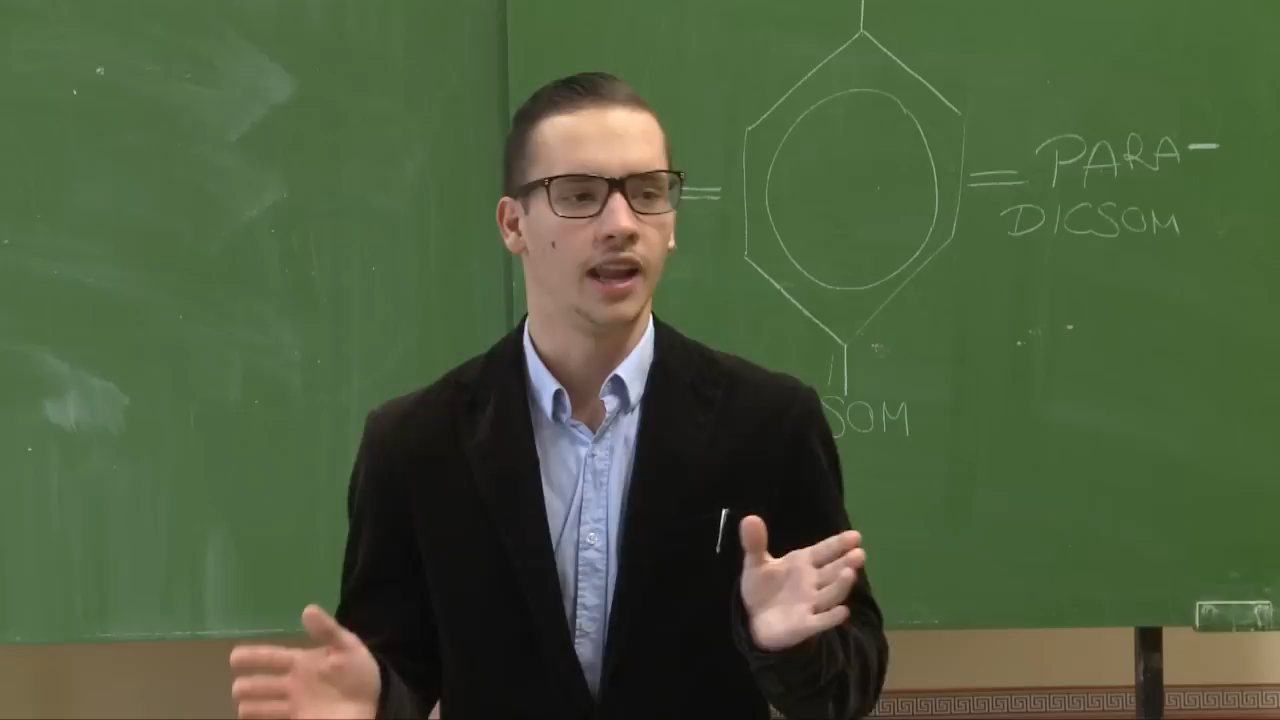 = = PARA-
DICSOM
SOM